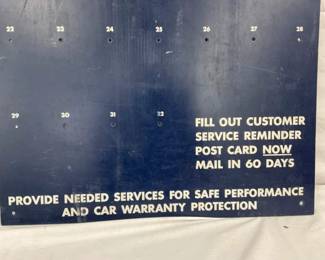 22 23 24 25 26 27 28
29 30 31 32
FILL OUT CUSTOMER
SERVICE REMINDER
POST CARD NOW
MAIL IN 60 DAYS
PROVIDE NEEDED SERVICES FOR SAFE PERFORMANCE
AND CAR WARRANTY PROTECTION